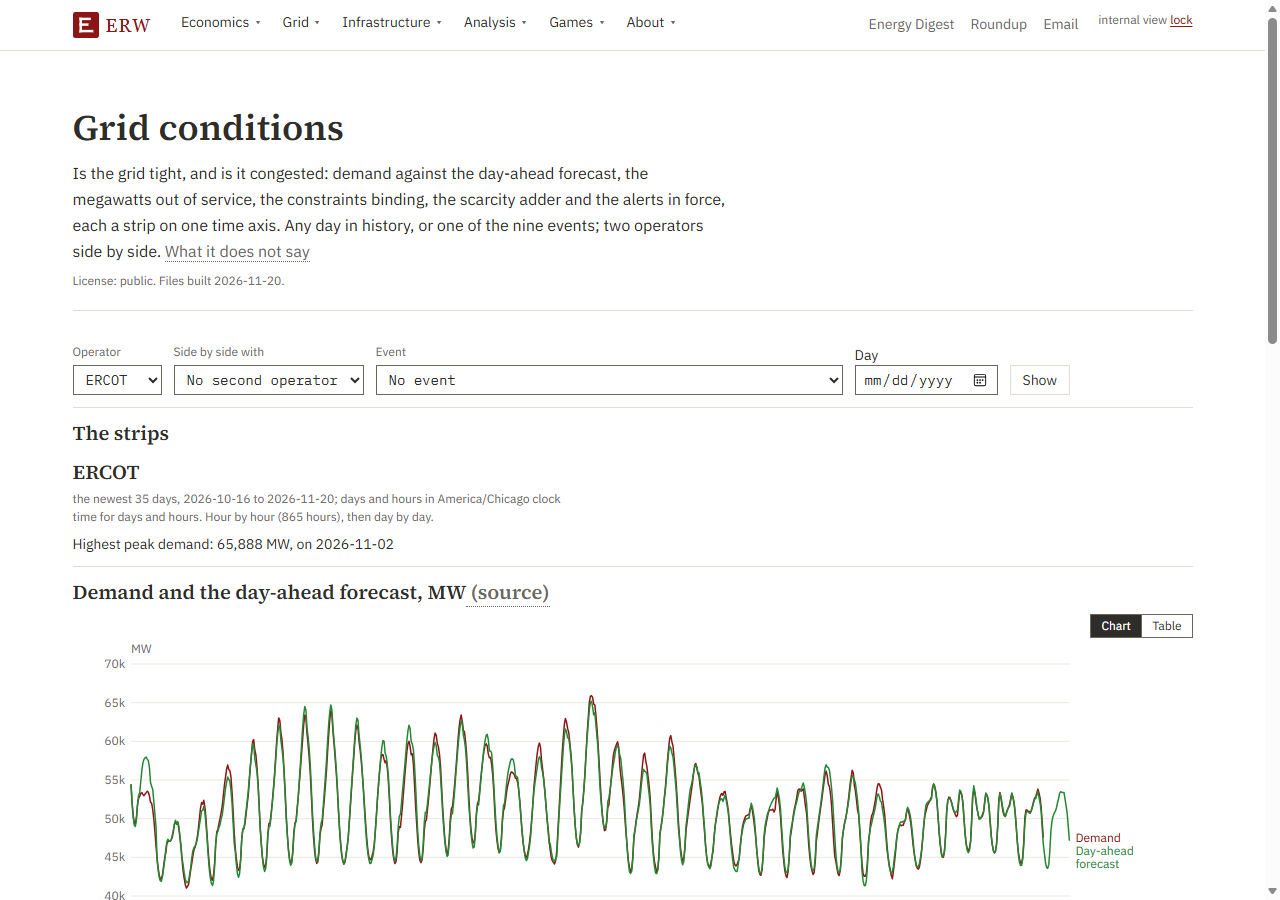 E ERW Economics Grid Infrastructure Analysis Games About Energy Digest Roundup Email internal view lock
Grid conditions
Is the grid tight, and is it congested: demand against the day-ahead forecast, the
megawatts out of service, the constraints binding, the scarcity adder and the alerts in force,
each a strip on one time axis. Any day in history, or one of the nine events; two operators
side by side. What it does not say
License: public. Files built 2026-11-20.
Operator Side by side with Event Day
ERCOT No second operator No event mm/dd/yyyy Show
The strips
ERCOT
the newest 35 days, 2026-10-16 to 2026-11-20; days and hours in America/Chicago clock
time for days and hours. Hour by hour (865 hours), then day by day.
Highest peak demand: 65,888 MW, on 2026-11-02
Demand and the day-ahead forecast, MW (source)
Chart Table
MW
70k
65k
60k
55k
50k
45k
40k
Demand
Day-ahead
forecast